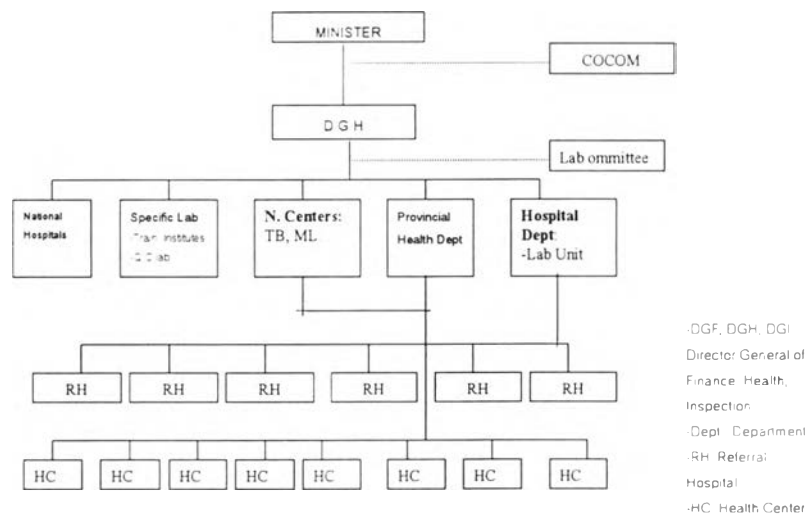 MINISTER
COCOM
D G H
Lab ommittee
National
Hospitals
Specific Lab
-Train institutes
N. Centers:
TB, ML
Provincial
Health Dept
Hospital
Dept:
-Lab Unit
RH
RH
RH
RH
RH
RH
HC
HC
HC
HC
HC
HC
HC
HC
-DGF, DGH, DGI
Director General of
Finance Health,
Inspection
-Dept Department
-RH Referral
Hospital
-HC Health Center